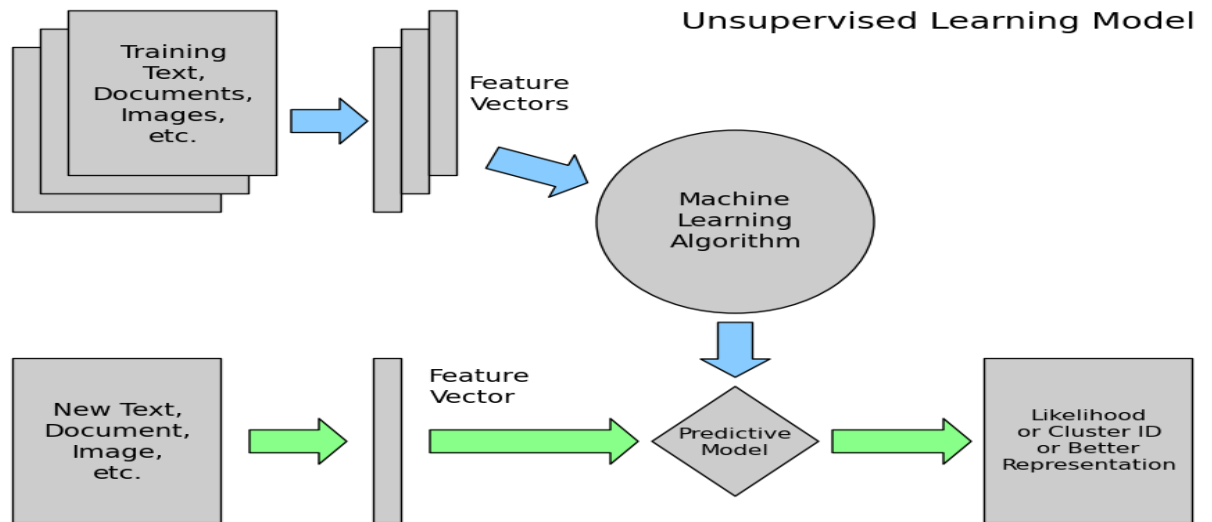 Unsupervised Learning Model
Training
Text,
Documents,
Images,
etc.
Feature
Vectors
Machine
Learning
Algorithm
New Text,
Document,
Image,
etc.
Feature
Vector
Predictive
Model
Likelihood
or Cluster ID
or Better
Representation